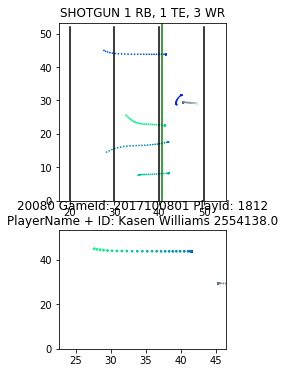 SHOTGUN 1 RB, 1 TE, 3 WR
50
40
30
20
10
0
20 30 40 50
20080 GameId: 2017100801 PlayId: 1812
PlayerName + ID: Kasen Williams 2554138.0
40
20
0
25 30 35 40 45